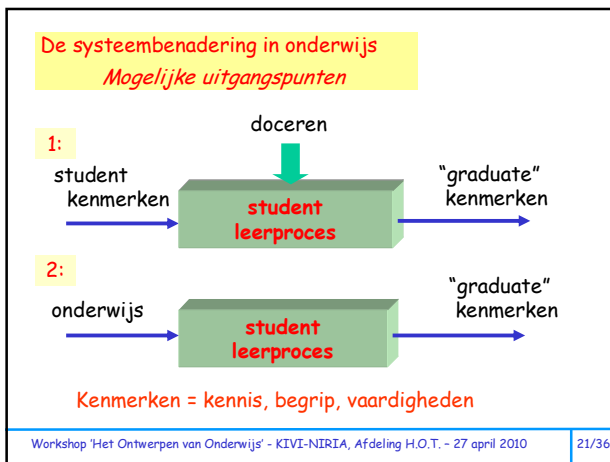 De systeembenadering in onderwijs
Mogelijke uitgangspunten
doceren
1:
student
kenmerken
student
leerproces
"graduate"
kenmerken
2:
onderwijs
student
leerproces
"graduate"
kenmerken
Kenmerken = kennis, begrip, vaardigheden
Workshop 'Het Ontwerpen van Onderwijs' - KIVI-NIRIA, Afdeling H.O.T. – 27 april 2010 21/36